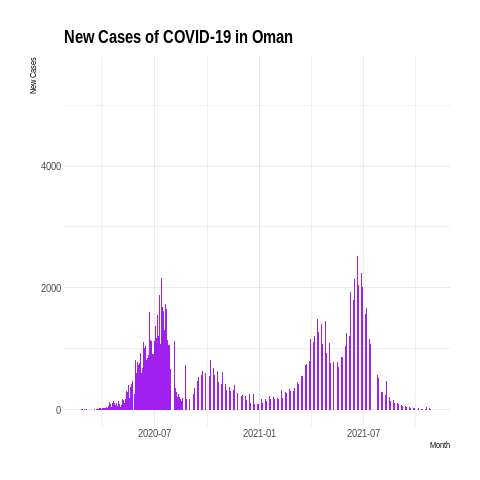 New Cases of COVID-19 in Oman
New Cases
4000
2000
0
2020-07 2021-01 2021-07
Month